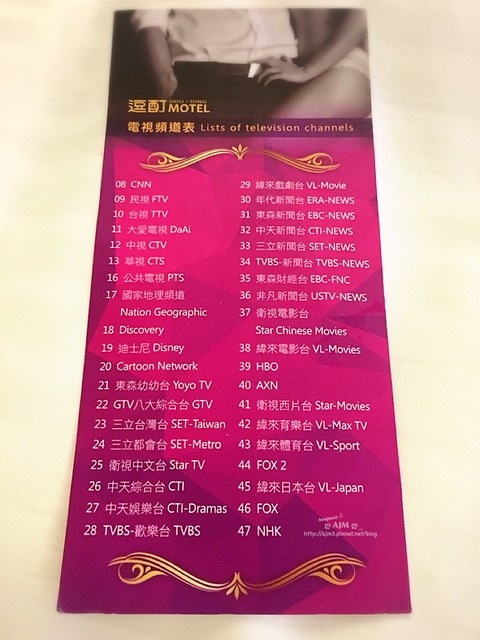 逗酊 DOU · DING MOTEL
電視頻道表 Lists of television channels
08 CNN
09 民視 FTV
10 台視 TTV
11 大愛電視 DaAi
12 中視 CTV
13 華視 CTS
16 公共電視 PTS
17 國家地理頻道
Nation Geographic
18 Discovery
19 迪士尼 Disney
20 Cartoon Network
21 東森幼幼台 Yoyo TV
22 GTV八大綜合台 GTV
23 三立台灣台 SET-Taiwan
24 三立都會台 SET-Metro
25 衛視中文台 Star TV
26 中天綜合台 CTI
27 中天娛樂台 CTI-Dramas
28 TVBS-歡樂台 TVBS
29 緯來戲劇台 VL-Movie
30 年代新聞台 ERA-NEWS
31 東森新聞台 EBC-NEWS
32 中天新聞台 CTI-NEWS
33 三立新聞台 SET-NEWS
34 TVBS-新聞台 TVBS-NEWS
35 東森財經台 EBC-FNC
36 非凡新聞台 USTV-NEWS
37 衛視電影台
Star Chinese Movies
38 緯來電影台 VL-Movies
39 HBO
40 AXN
41 衛視西片台 Star-Movies
42 緯來育樂台 VL-Max TV
43 緯來體育台 VL-Sport
44 FOX 2
45 緯來日本台 VL-Japan
46 FOX
47 NHK
AJM
http://ajm3.pixnet.net/blog